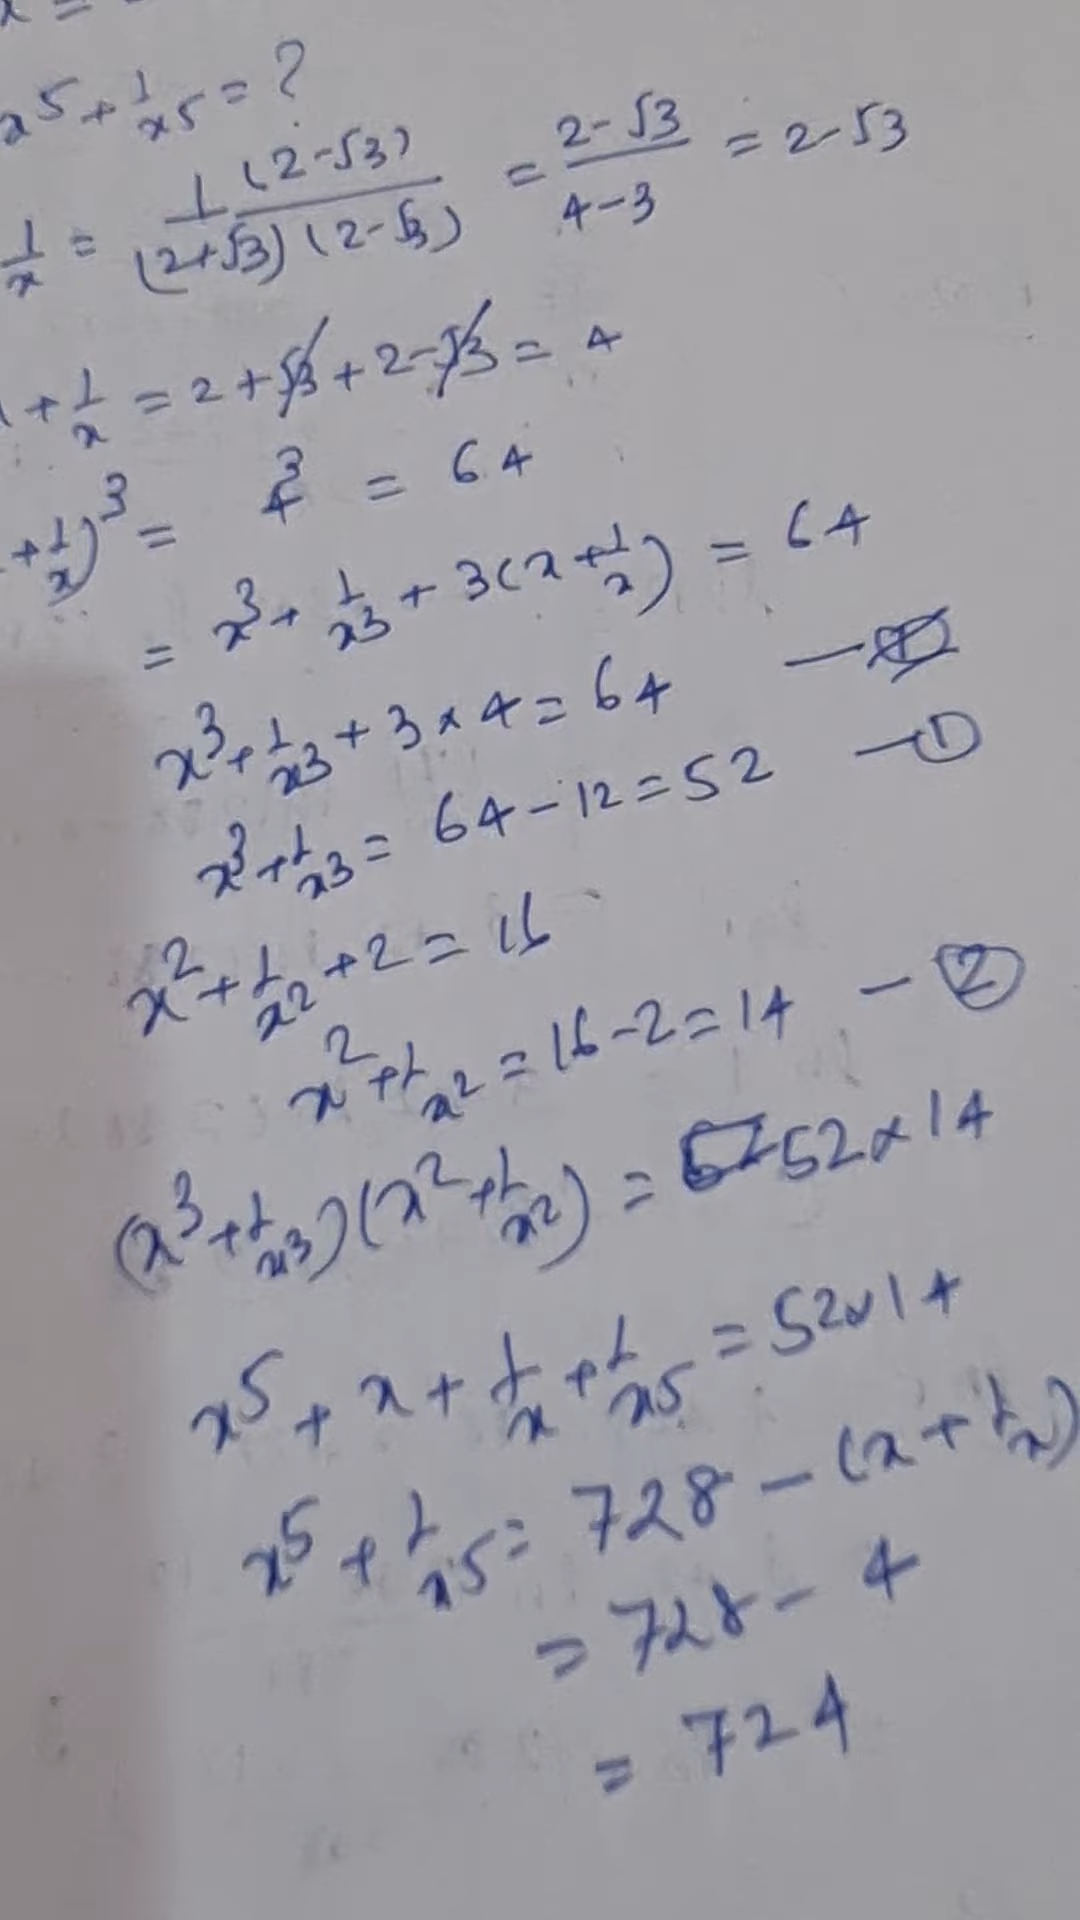 x =
x⁵ + 1/x⁵ = ?
1/x = 1 (2-√3) / (2+√3) (2-√3) = 2-√3 / 4-3 = 2-√3
+ 1/x = 2+√3+2-√3 = 4
+ 1/x)³ = 4³ = 64
= x³ + 1/x³ + 3(x + 1/x) = 64
x³ + 1/x³ + 3 × 4 = 64 —
x³ + 1/x³ = 64 - 12 = 52 — ①
x² + 1/x² + 2 = 16
x² + 1/x² = 16 - 2 = 14 — ②
(x³ + 1/x³) (x² + 1/x²) = 52 × 14
x⁵ + x + 1/x + 1/x⁵ = 52 × 14
x⁵ + 1/x⁵ = 728 - (x + 1/x)
= 728 - 4
= 724